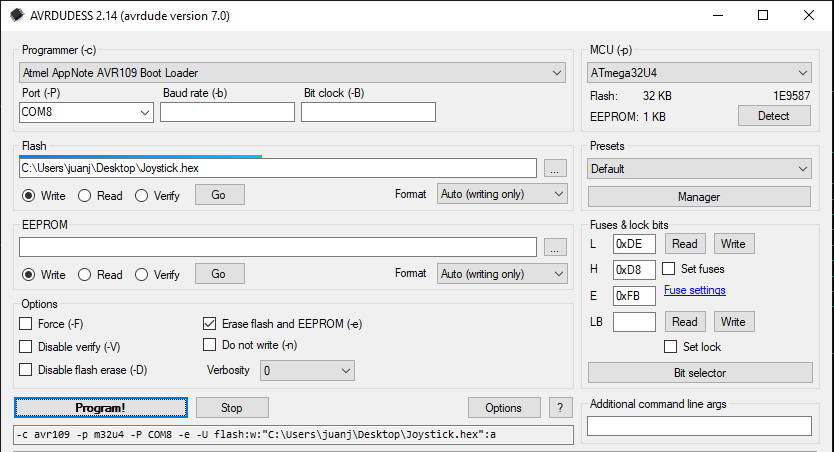 AVRDUDESS 2.14 (avrdude version 7.0)
Programmer (-c)
Atmel AppNote AVR109 Boot Loader
Port (-P) Baud rate (-b) Bit clock (-B)
COM8
MCU (-p)
ATmega32U4
Flash: 32 KB 1E9587
EEPROM: 1 KB Detect
Flash
C:\Users\juanj\Desktop\Joystick.hex ...
Write Read Verify Go Format Auto (writing only)
Presets
Default
Manager
EEPROM
...
Write Read Verify Go Format Auto (writing only)
Fuses & lock bits
L 0xDE Read Write
H 0xD8 Set fuses
E 0xFB Fuse settings
LB Read Write
Set lock
Bit selector
Options
Force (-F) Erase flash and EEPROM (-e)
Disable verify (-V) Do not write (-n)
Disable flash erase (-D) Verbosity 0
Program! Stop Options ?
-c avr109 -p m32u4 -P COM8 -e -U flash:w:"C:\Users\juanj\Desktop\Joystick.hex":a
Additional command line args